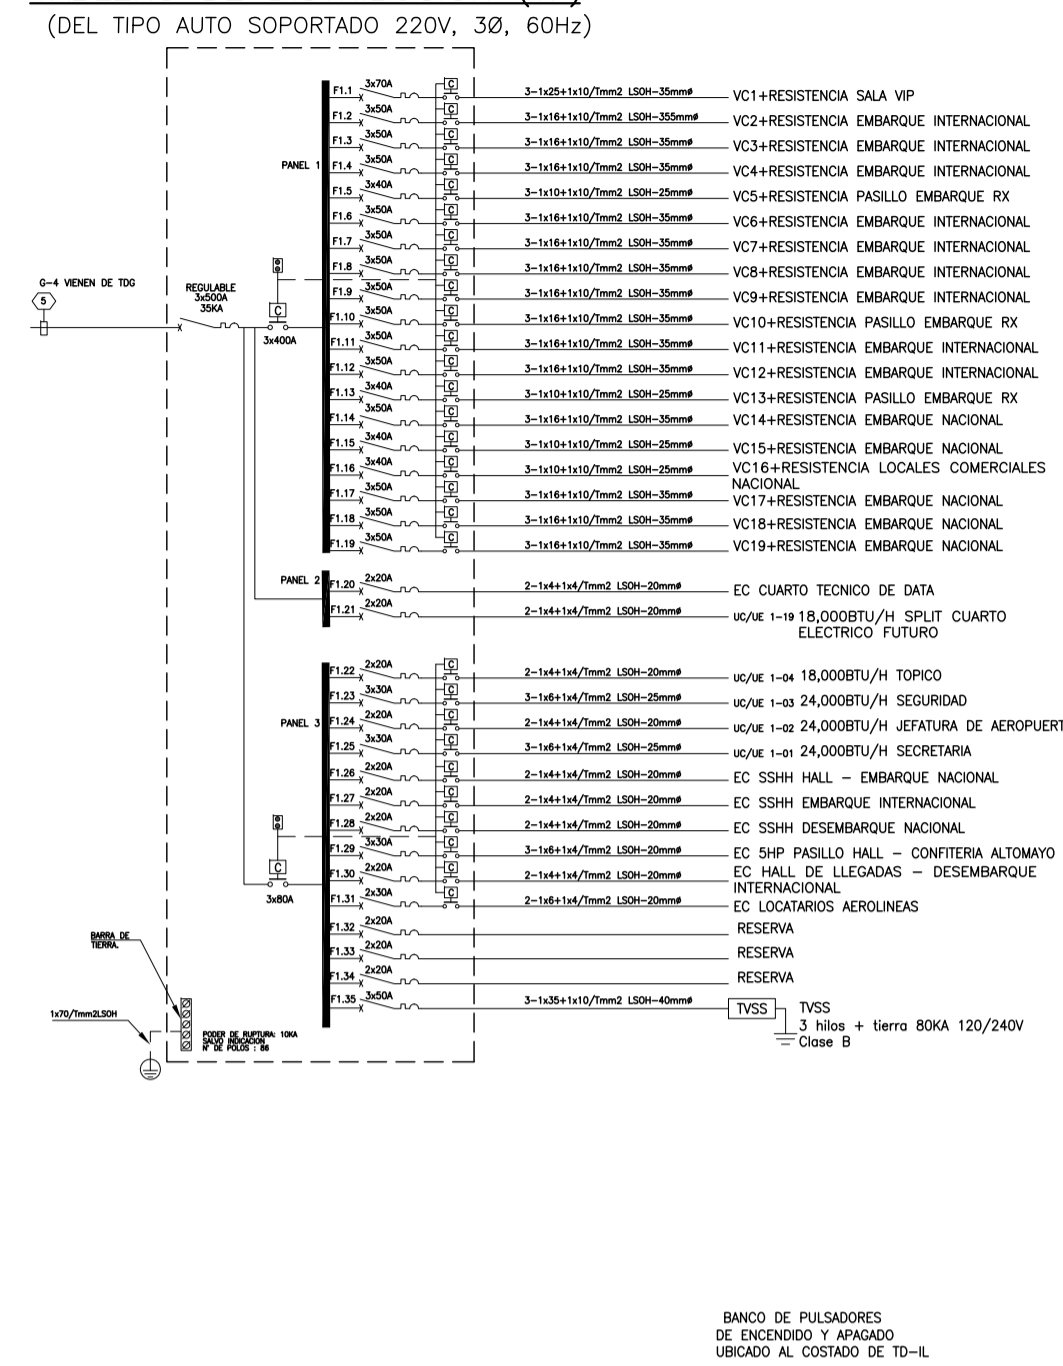 (DEL TIPO AUTO SOPORTADO 220V, 3Ø, 60Hz)
G-4 VIENEN DE TDG
5
REGULABLE
3x500A
35KA
C
3x400A
PANEL 1
F1.1 3x70A C 3-1x25+1x10/Tmm2 LSOH-35mmø VC1+RESISTENCIA SALA VIP
F1.2 3x50A C 3-1x16+1x10/Tmm2 LSOH-355mmø VC2+RESISTENCIA EMBARQUE INTERNACIONAL
F1.3 3x50A C 3-1x16+1x10/Tmm2 LSOH-35mmø VC3+RESISTENCIA EMBARQUE INTERNACIONAL
F1.4 3x50A C 3-1x16+1x10/Tmm2 LSOH-35mmø VC4+RESISTENCIA EMBARQUE INTERNACIONAL
F1.5 3x40A C 3-1x10+1x10/Tmm2 LSOH-25mmø VC5+RESISTENCIA PASILLO EMBARQUE RX
F1.6 3x50A C 3-1x16+1x10/Tmm2 LSOH-35mmø VC6+RESISTENCIA EMBARQUE INTERNACIONAL
F1.7 3x50A C 3-1x16+1x10/Tmm2 LSOH-35mmø VC7+RESISTENCIA EMBARQUE INTERNACIONAL
F1.8 3x50A C 3-1x16+1x10/Tmm2 LSOH-35mmø VC8+RESISTENCIA EMBARQUE INTERNACIONAL
F1.9 3x50A C 3-1x16+1x10/Tmm2 LSOH-35mmø VC9+RESISTENCIA EMBARQUE INTERNACIONAL
F1.10 3x50A C 3-1x16+1x10/Tmm2 LSOH-35mmø VC10+RESISTENCIA PASILLO EMBARQUE RX
F1.11 3x50A C 3-1x16+1x10/Tmm2 LSOH-35mmø VC11+RESISTENCIA EMBARQUE INTERNACIONAL
F1.12 3x50A C 3-1x16+1x10/Tmm2 LSOH-35mmø VC12+RESISTENCIA EMBARQUE INTERNACIONAL
F1.13 3x40A C 3-1x10+1x10/Tmm2 LSOH-25mmø VC13+RESISTENCIA PASILLO EMBARQUE RX
F1.14 3x50A C 3-1x16+1x10/Tmm2 LSOH-35mmø VC14+RESISTENCIA EMBARQUE NACIONAL
F1.15 3x40A C 3-1x10+1x10/Tmm2 LSOH-25mmø VC15+RESISTENCIA EMBARQUE NACIONAL
F1.16 3x40A C 3-1x10+1x10/Tmm2 LSOH-25mmø VC16+RESISTENCIA LOCALES COMERCIALES
NACIONAL
F1.17 3x50A C 3-1x16+1x10/Tmm2 LSOH-35mmø VC17+RESISTENCIA EMBARQUE NACIONAL
F1.18 3x50A C 3-1x16+1x10/Tmm2 LSOH-35mmø VC18+RESISTENCIA EMBARQUE NACIONAL
F1.19 3x50A C 3-1x16+1x10/Tmm2 LSOH-35mmø VC19+RESISTENCIA EMBARQUE NACIONAL
PANEL 2
F1.20 2x20A 2-1x4+1x4/Tmm2 LSOH-20mmø EC CUARTO TECNICO DE DATA
F1.21 2x20A 2-1x4+1x4/Tmm2 LSOH-20mmø UC/UE 1-19 18,000BTU/H SPLIT CUARTO
ELECTRICO FUTURO
PANEL 3
F1.22 2x20A C 2-1x4+1x4/Tmm2 LSOH-20mmø UC/UE 1-04 18,000BTU/H TOPICO
F1.23 3x30A C 3-1x6+1x4/Tmm2 LSOH-25mmø UC/UE 1-03 24,000BTU/H SEGURIDAD
F1.24 2x20A C 2-1x4+1x4/Tmm2 LSOH-20mmø UC/UE 1-02 24,000BTU/H JEFATURA DE AEROPUERT
F1.25 3x30A C 3-1x6+1x4/Tmm2 LSOH-25mmø UC/UE 1-01 24,000BTU/H SECRETARIA
F1.26 2x20A C 2-1x4+1x4/Tmm2 LSOH-20mmø EC SSHH HALL - EMBARQUE NACIONAL
F1.27 2x20A C 2-1x4+1x4/Tmm2 LSOH-20mmø EC SSHH EMBARQUE INTERNACIONAL
F1.28 2x20A C 2-1x4+1x4/Tmm2 LSOH-20mmø EC SSHH DESEMBARQUE NACIONAL
F1.29 3x30A C 3-1x6+1x4/Tmm2 LSOH-20mmø EC 5HP PASILLO HALL - CONFITERIA ALTOMAYO
F1.30 2x20A C 2-1x4+1x4/Tmm2 LSOH-20mmø EC HALL DE LLEGADAS - DESEMBARQUE
INTERNACIONAL
F1.31 2x30A C 2-1x6+1x4/Tmm2 LSOH-20mmø EC LOCATARIOS AEROLINEAS
F1.32 2x20A RESERVA
F1.33 2x20A RESERVA
F1.34 2x20A RESERVA
F1.35 3x50A 3-1x35+1x10/Tmm2 LSOH-40mmø TVSS TVSS
3 hilos + tierra 80KA 120/240V
Clase B
C
3x80A
BARRA DE
TIERRA.
1x70/Tmm2LSOH
PODER DE RUPTURA: 10KA
SALVO INDICACION
N° DE POLOS : 86
BANCO DE PULSADORES
DE ENCENDIDO Y APAGADO
UBICADO AL COSTADO DE TD-IL